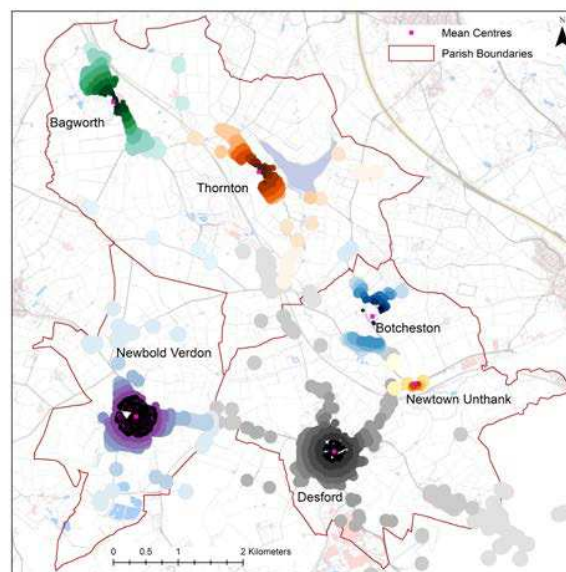 Mean Centres
Parish Boundaries
N
Bagworth
Thornton
Botcheston
Newbold Verdon
Newtown Unthank
Desford
0 0.5 1 2 Kilometers